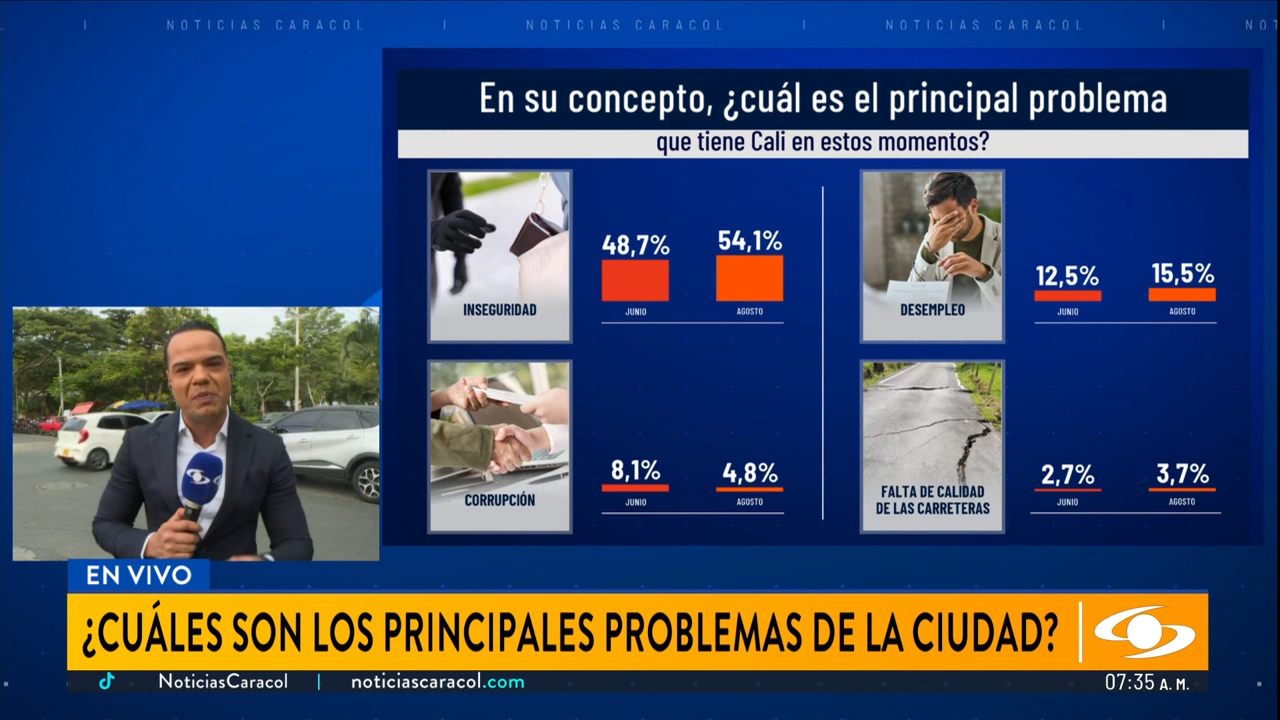 NOTICIAS CARACOL | NOTICIAS CARACOL | NOTICIAS CARACOL | NOT
En su concepto, ¿cuál es el principal problema
que tiene Cali en estos momentos?
INSEGURIDAD
48,7%
JUNIO
54,1%
AGOSTO
DESEMPLEO
12,5%
JUNIO
15,5%
AGOSTO
CORRUPCIÓN
8,1%
JUNIO
4,8%
AGOSTO
FALTA DE CALIDAD
DE LAS CARRETERAS
2,7%
JUNIO
3,7%
AGOSTO
EN VIVO
¿CUÁLES SON LOS PRINCIPALES PROBLEMAS DE LA CIUDAD?
NoticiasCaracol | noticiascaracol.com
07:35 A. M.